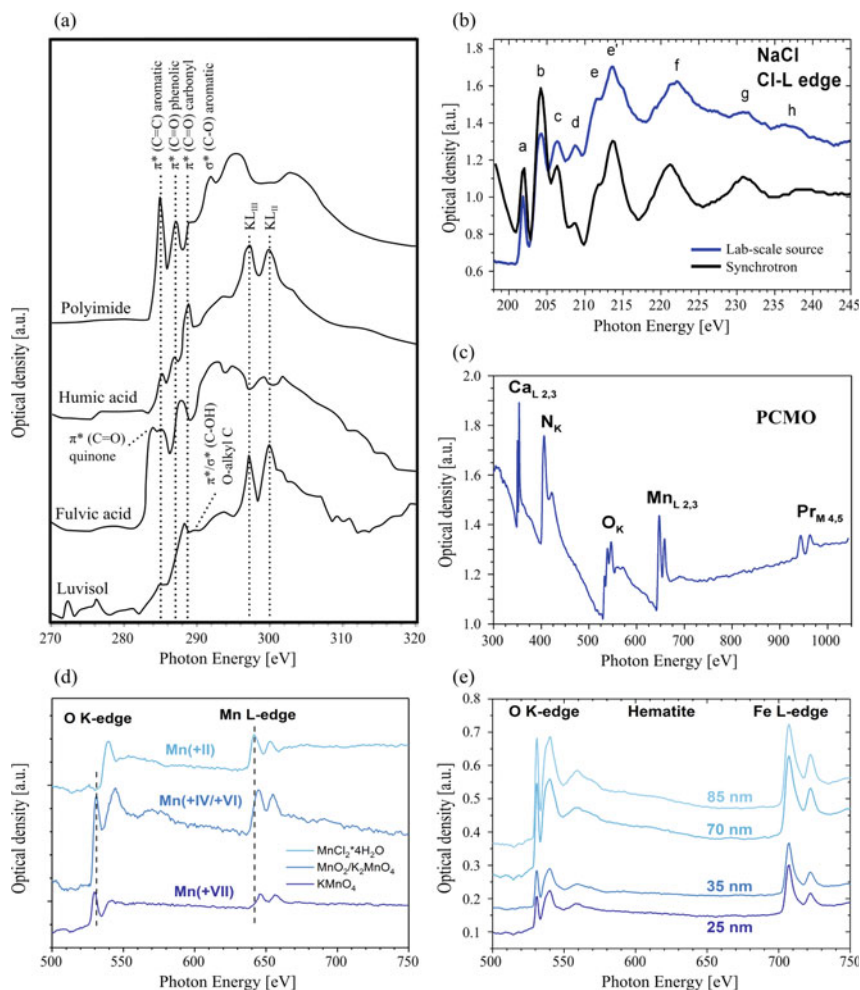 (a)
π* (C=C) aromatic
π* (C=O) phenolic
π* (C=O) carbonyl
σ* (C-O) aromatic
KL_III
KL_II
Polyimide
Humic acid
π* (C=O)
quinone
Fulvic acid
π*/σ* (C-OH)
O-alkyl C
Luvisol
Optical density [a.u.]
270 280 290 300 310 320
Photon Energy [eV]
(b)
NaCl
Cl-L edge
a b c d e e' f g h
Lab-scale source
Synchrotron
1.8
1.6
1.4
1.2
1.0
0.8
0.6
Optical density [a.u.]
200 205 210 215 220 225 230 235 240 245
Photon Energy [eV]
(c)
PCMO
Ca L 2,3
N K
O K
Mn L 2,3
Pr M 4,5
2.0
1.8
1.6
1.4
1.2
1.0
Optical density [a.u.]
300 400 500 600 700 800 900 1000
Photon Energy [eV]
(d)
O K-edge
Mn L-edge
Mn(+II)
Mn(+IV/+VI)
Mn(+VII)
MnCl2*4H2O
MnO2/K2MnO4
KMnO4
Optical density [a.u.]
500 550 600 650 700 750
Photon Energy [eV]
(e)
O K-edge Hematite Fe L-edge
85 nm
70 nm
35 nm
25 nm
0.8
0.7
0.6
0.5
0.4
0.3
0.2
0.1
Optical density [a.u.]
500 550 600 650 700 750
Photon Energy [eV]